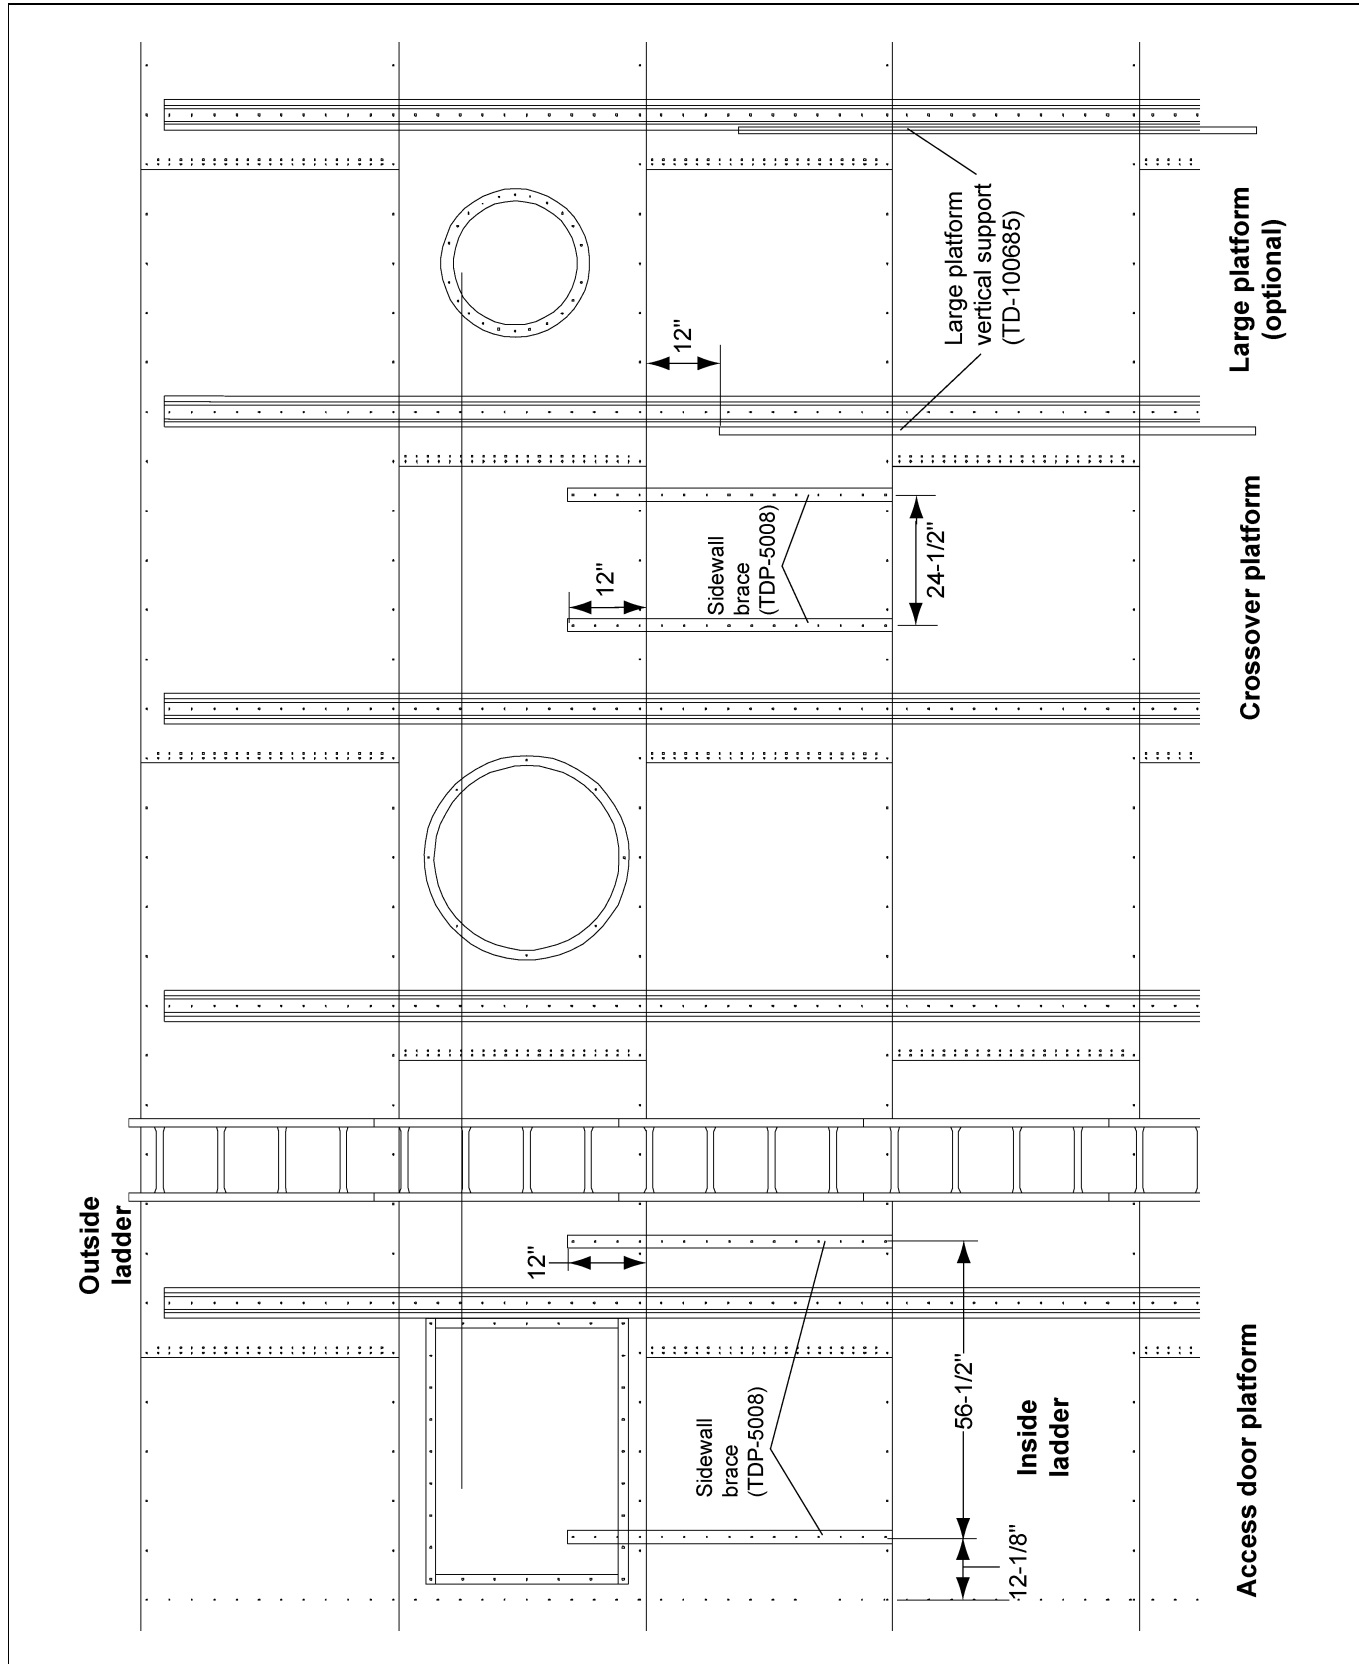 Outside
ladder
12"
Sidewall
brace
(TDP-5008)
56-1/2"
12-1/8"
Inside
ladder
Access door platform
12"
Sidewall
brace
(TDP-5008)
24-1/2"
Crossover platform
12"
Large platform
vertical support
(TD-100685)
Large platform
(optional)